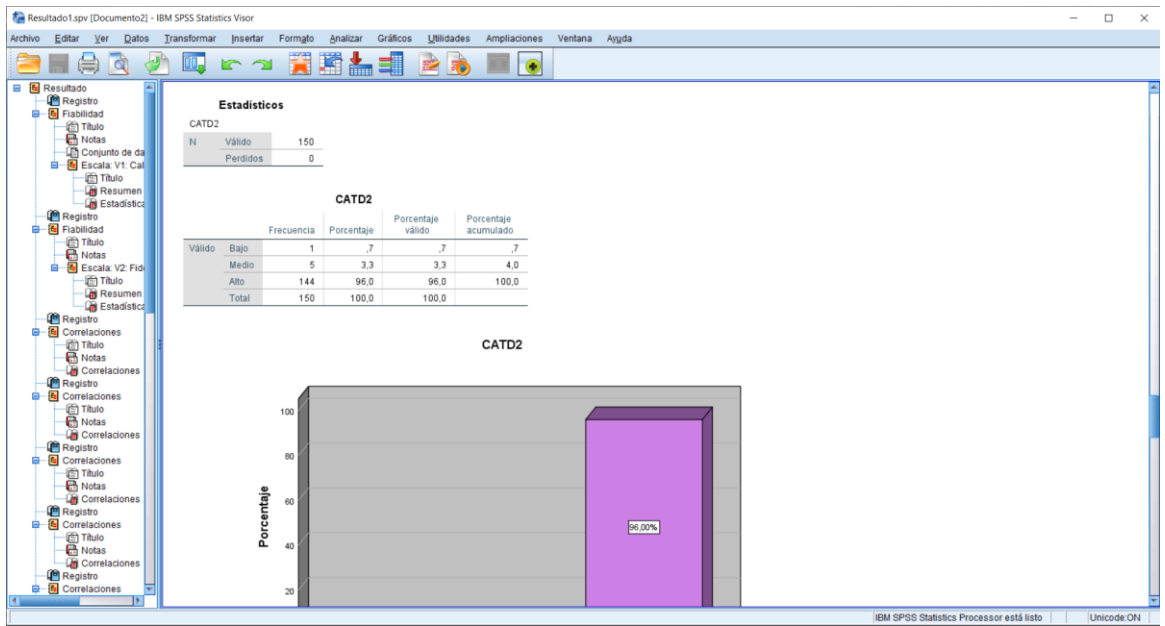 Resultado1.spv [Documento2] - IBM SPSS Statistics Visor
Archivo Editar Ver Datos Transformar Insertar Formato Analizar Gráficos Utilidades Ampliaciones Ventana Ayuda
Resultado
Registro
Fiabilidad
Título
Notas
Conjunto de da
Escala: V1: Cal
Título
Resumen
Estadística
Registro
Fiabilidad
Título
Notas
Escala: V2: Fide
Título
Resumen
Estadística
Registro
Correlaciones
Título
Notas
Correlaciones
Registro
Correlaciones
Título
Notas
Correlaciones
Registro
Correlaciones
Título
Notas
Correlaciones
Registro
Correlaciones
Título
Notas
Correlaciones
Registro
Correlaciones
Estadísticos
CATD2
N Válido 150
Perdidos 0
CATD2
Frecuencia Porcentaje Porcentaje válido Porcentaje acumulado
Válido Bajo 1 ,7 ,7 ,7
Medio 5 3,3 3,3 4,0
Alto 144 96,0 96,0 100,0
Total 150 100,0 100,0
CATD2
Porcentaje
100
80
60
40
20
96,00%
IBM SPSS Statistics Processor está listo Unicode:ON